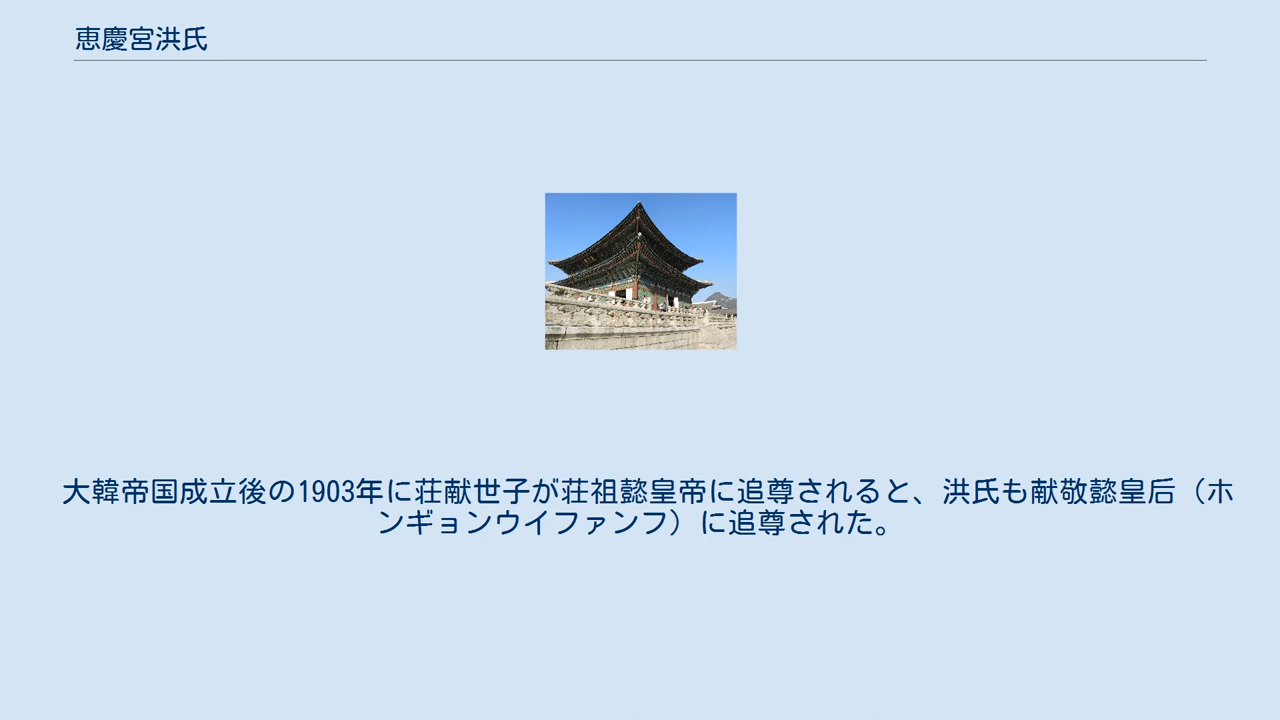 恵慶宮洪氏
大韓帝国成立後の1903年に荘献世子が荘祖懿皇帝に追尊されると、洪氏も献敬懿皇后（ホ
ンギョンウイファンフ）に追尊された。